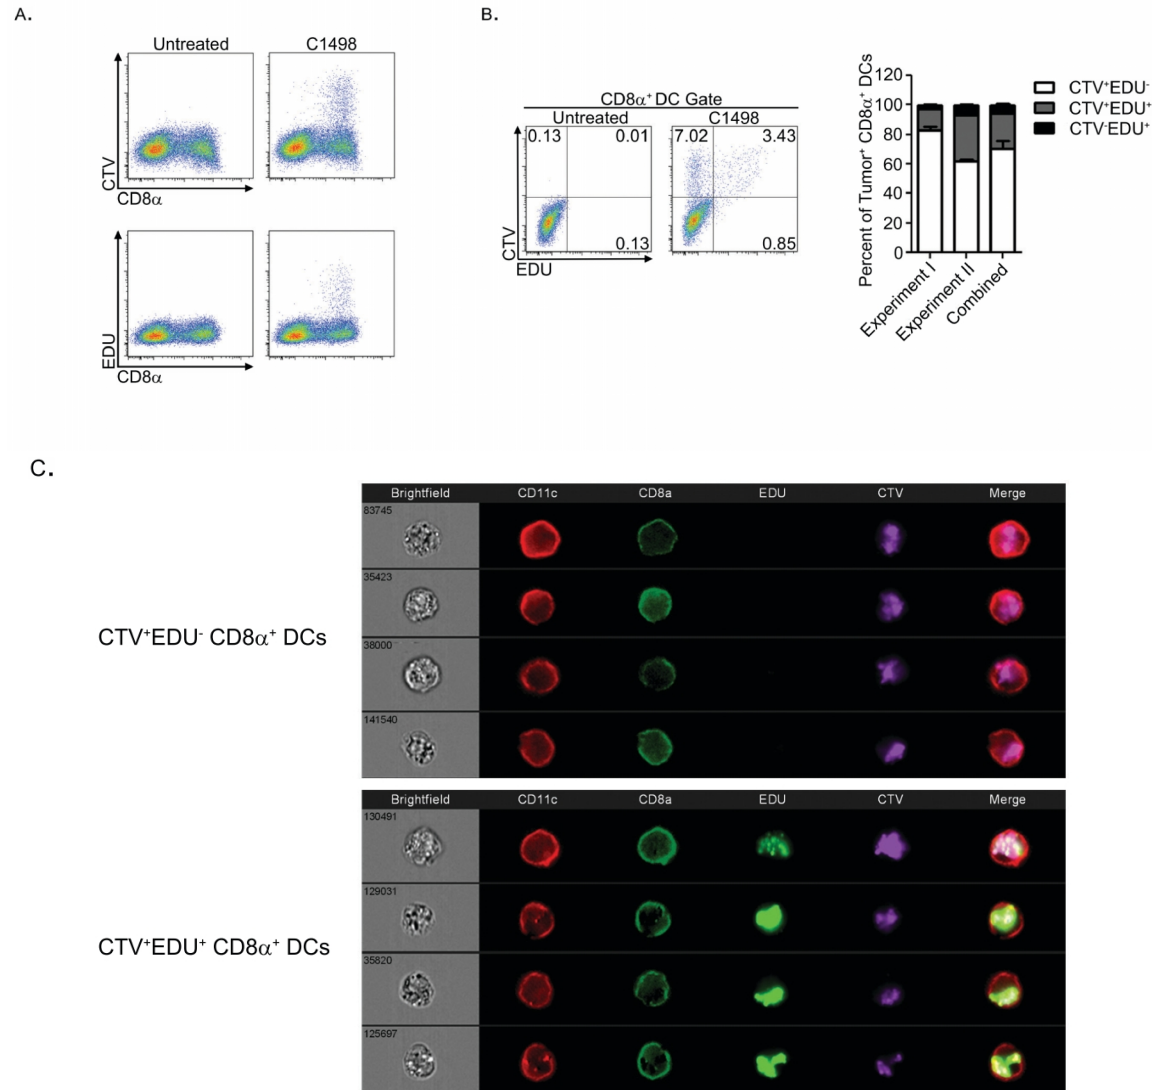 A.
Untreated
C1498
CTV
CD8α
EDU
CD8α
B.
CD8α⁺ DC Gate
Untreated
C1498
0.13
0.01
0.13
7.02
3.43
0.85
CTV
EDU
Percent of Tumor⁺ CD8α⁺ DCs
120
100
80
60
40
20
0
Experiment I
Experiment II
Combined
CTV⁺EDU⁻
CTV⁺EDU⁺
CTV⁻EDU⁺
C.
CTV⁺EDU⁻ CD8α⁺ DCs
Brightfield CD11c CD8a EDU CTV Merge
83745
35423
38000
141540
CTV⁺EDU⁺ CD8α⁺ DCs
Brightfield CD11c CD8a EDU CTV Merge
130491
129031
35820
125697